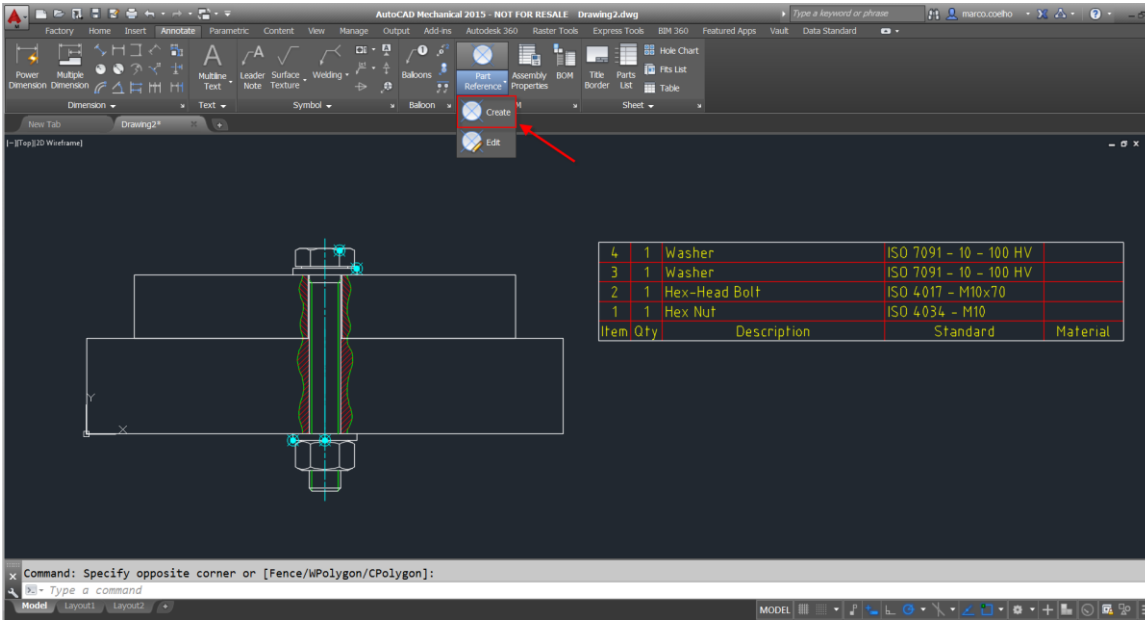 AutoCAD Mechanical 2015 - NOT FOR RESALE Drawing2.dwg
Type a keyword or phrase
marco.coelho
Factory Home Insert Annotate Parametric Content View Manage Output Add-ins Autodesk 360 Raster Tools Express Tools BIM 360 Featured Apps Vault Data Standard
Power Dimension
Multiple Dimension
Multiline Text
Leader Note
Surface Texture
Welding
Balloons
Part Reference
Assembly Properties
BOM
Title Border
Parts List
Hole Chart
Fits List
Table
Dimension
Text
Symbol
Balloon
M
Sheet
Create
Edit
New Tab
Drawing2*
[-][Top][2D Wireframe]
4 1 Washer ISO 7091 - 10 - 100 HV
3 1 Washer ISO 7091 - 10 - 100 HV
2 1 Hex-Head Bolt ISO 4017 - M10x70
1 1 Hex Nut ISO 4034 - M10
Item Qty Description Standard Material
Y
X
Command: Specify opposite corner or [Fence/WPolygon/CPolygon]:
Type a command
Model Layout1 Layout2
MODEL